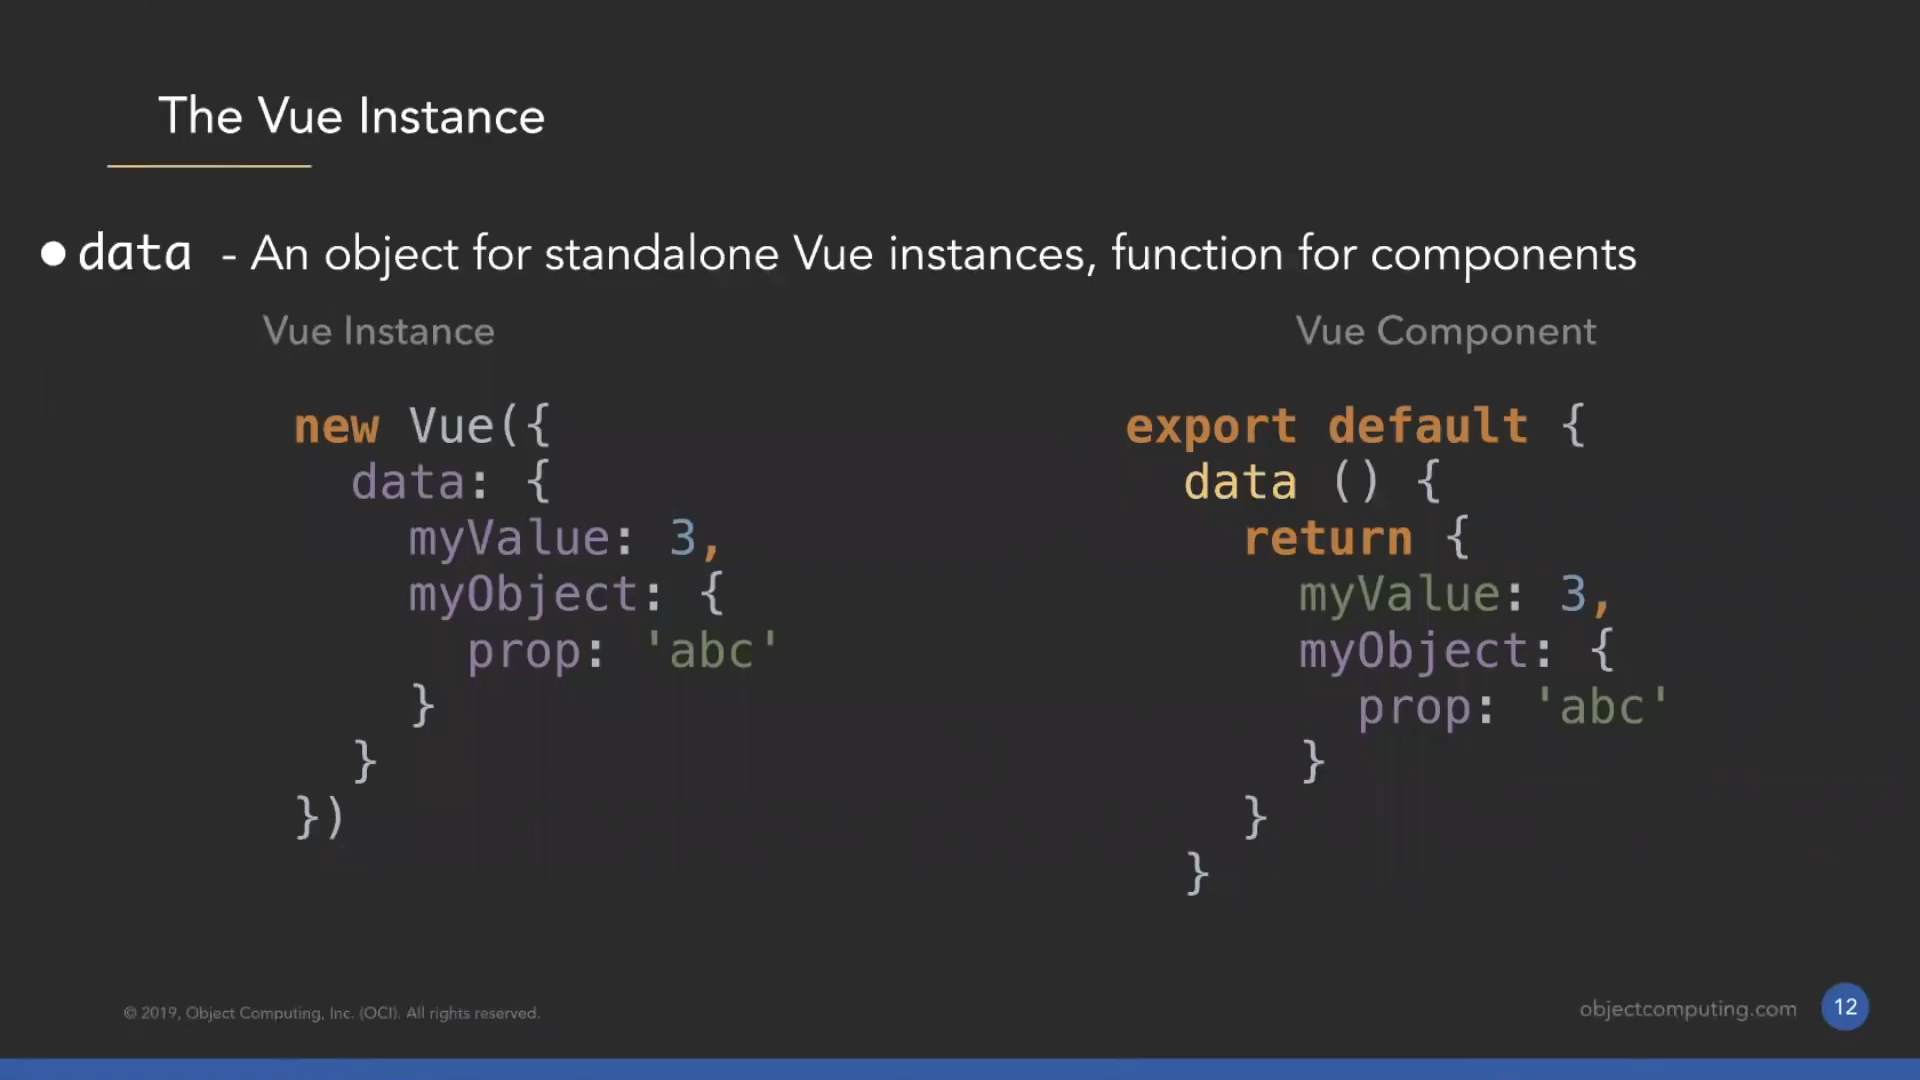 The Vue Instance
● data - An object for standalone Vue instances, function for components
Vue Instance
new Vue({
  data: {
    myValue: 3,
    myObject: {
      prop: 'abc'
    }
  }
})
Vue Component
export default {
  data () {
    return {
      myValue: 3,
      myObject: {
        prop: 'abc'
      }
    }
  }
© 2019, Object Computing, Inc. (OCI). All rights reserved.
objectcomputing.com 12